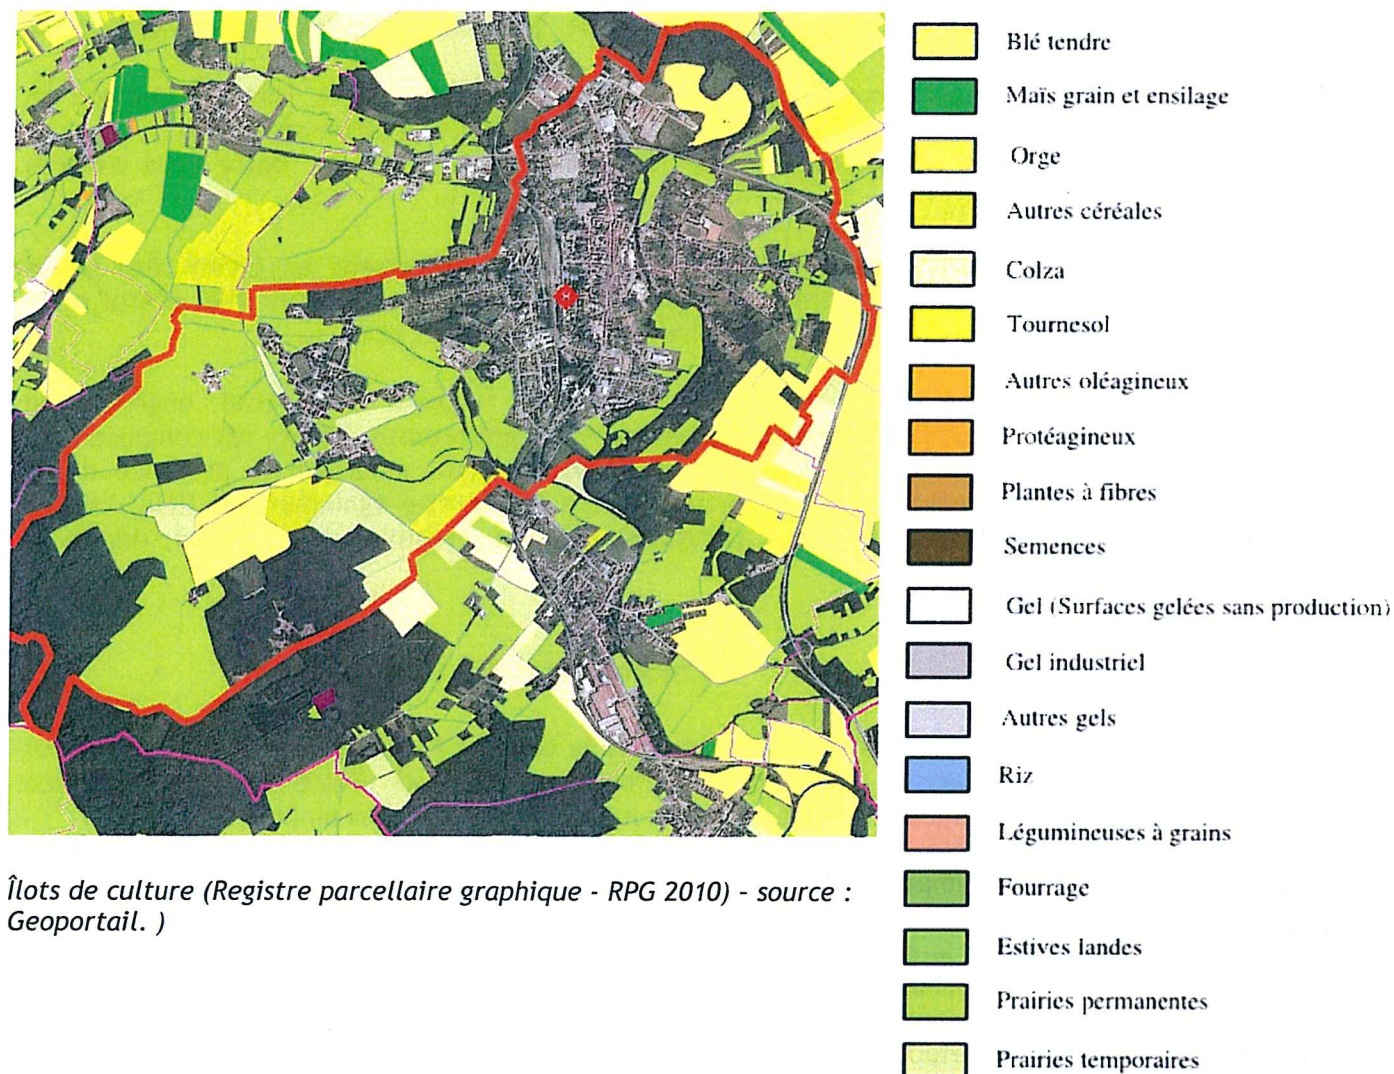 Blé tendre
Maïs grain et ensilage
Orge
Autres céréales
Colza
Tournesol
Autres oléagineux
Protéagineux
Plantes à fibres
Semences
Gel (Surfaces gelées sans production)
Gel industriel
Autres gels
Riz
Légumineuses à grains
Fourrage
Estives landes
Prairies permanentes
Prairies temporaires
Îlots de culture (Registre parcellaire graphique - RPG 2010) - source :
Geoportail. )